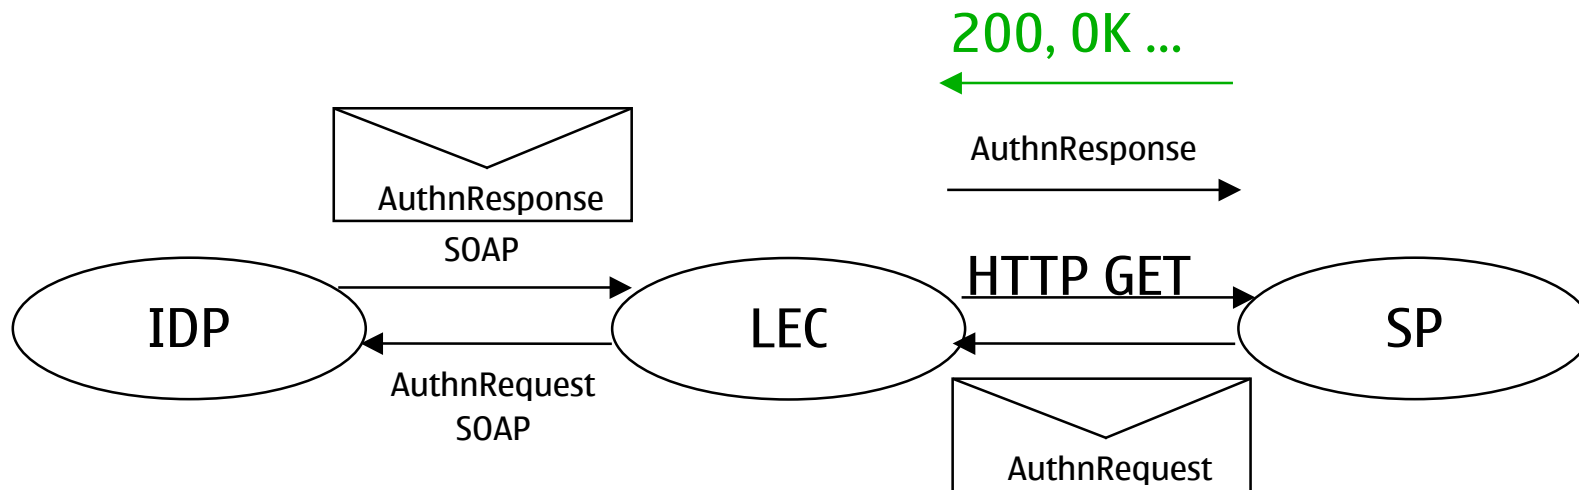 200, OK ...
AuthnResponse
AuthnResponse
SOAP
HTTP GET
IDP
LEC
SP
AuthnRequest
SOAP
AuthnRequest